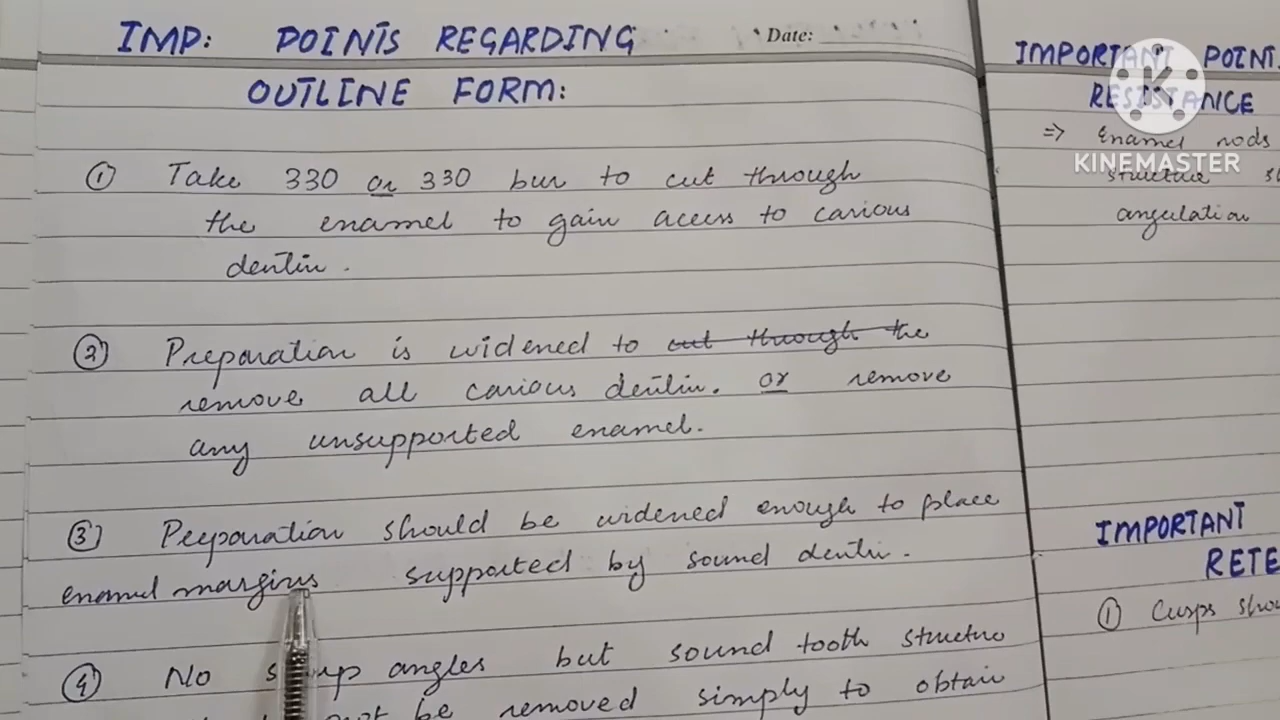 IMP: POINTS REGARDING
Date:
OUTLINE FORM:
① Take 330 or 330 bur to cut through
the enamel to gain acess to carious
dentin.
② Preparation is widened to cut through the
remove all carious dentin. or remove
any unsupported enamel.
③ Preparation should be widened enough to place
enamel margins supported by sound dentin.
④ No angles but sound tooth structure
not be removed simply to obtain
IMPORTANT POINT
RESISTANCE
⇒ Enamel rods
structure
angulation
IMPORTANT
RETE
① Cusps
KINEMASTER